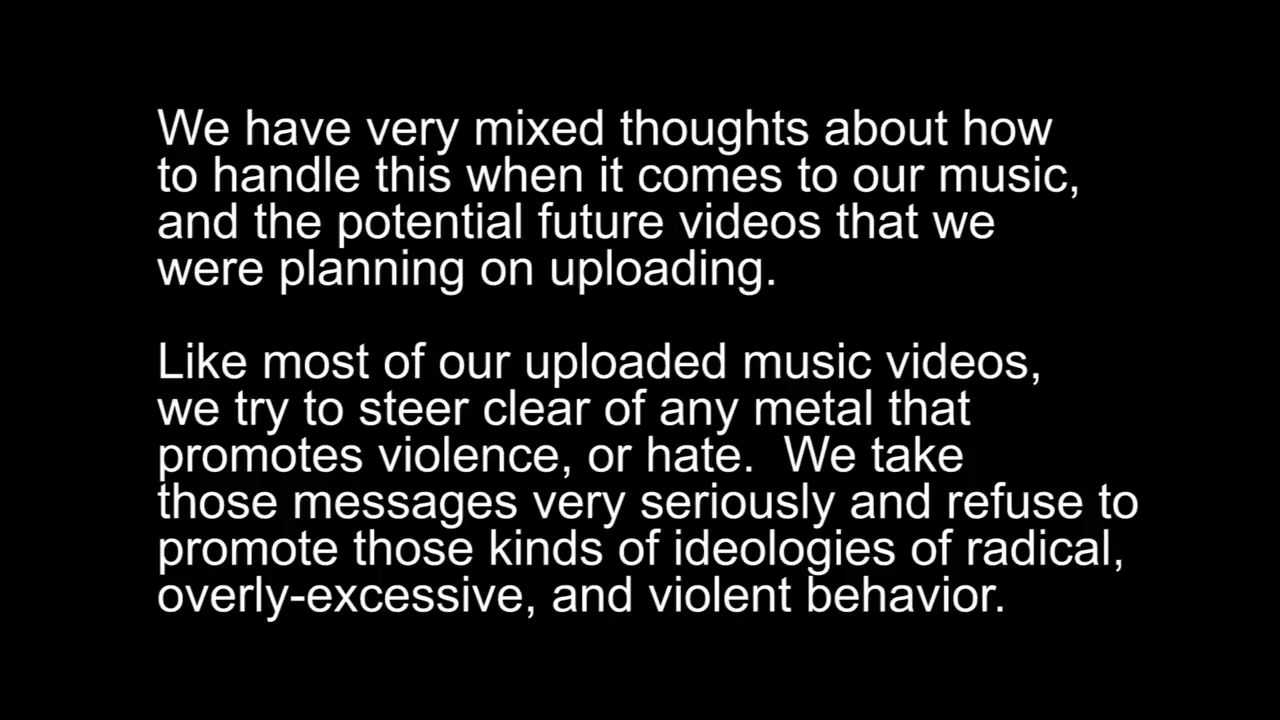 We have very mixed thoughts about how
to handle this when it comes to our music,
and the potential future videos that we
were planning on uploading.
Like most of our uploaded music videos,
we try to steer clear of any metal that
promotes violence, or hate.  We take
those messages very seriously and refuse to
promote those kinds of ideologies of radical,
overly-excessive, and violent behavior.